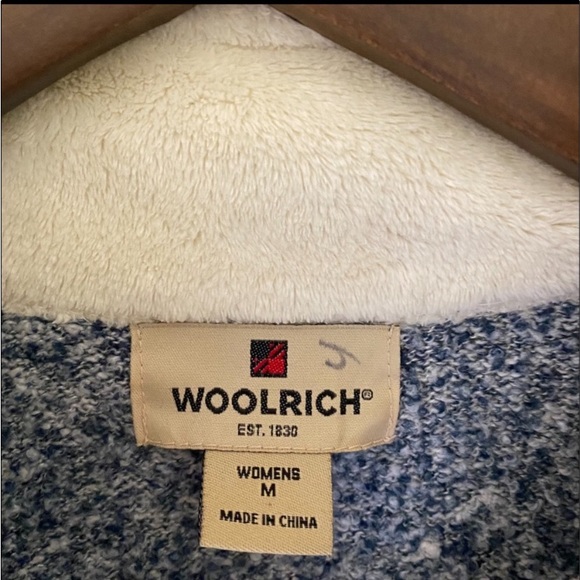 WOOLRICH®
EST. 1830
WOMENS
M
MADE IN CHINA